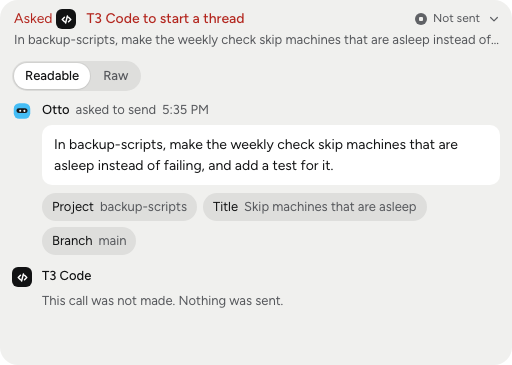 Asked T3 Code to start a thread Not sent
In backup-scripts, make the weekly check skip machines that are asleep instead of...
Readable Raw
Otto asked to send 5:35 PM
In backup-scripts, make the weekly check skip machines that are
asleep instead of failing, and add a test for it.
Project backup-scripts Title Skip machines that are asleep
Branch main
T3 Code
This call was not made. Nothing was sent.